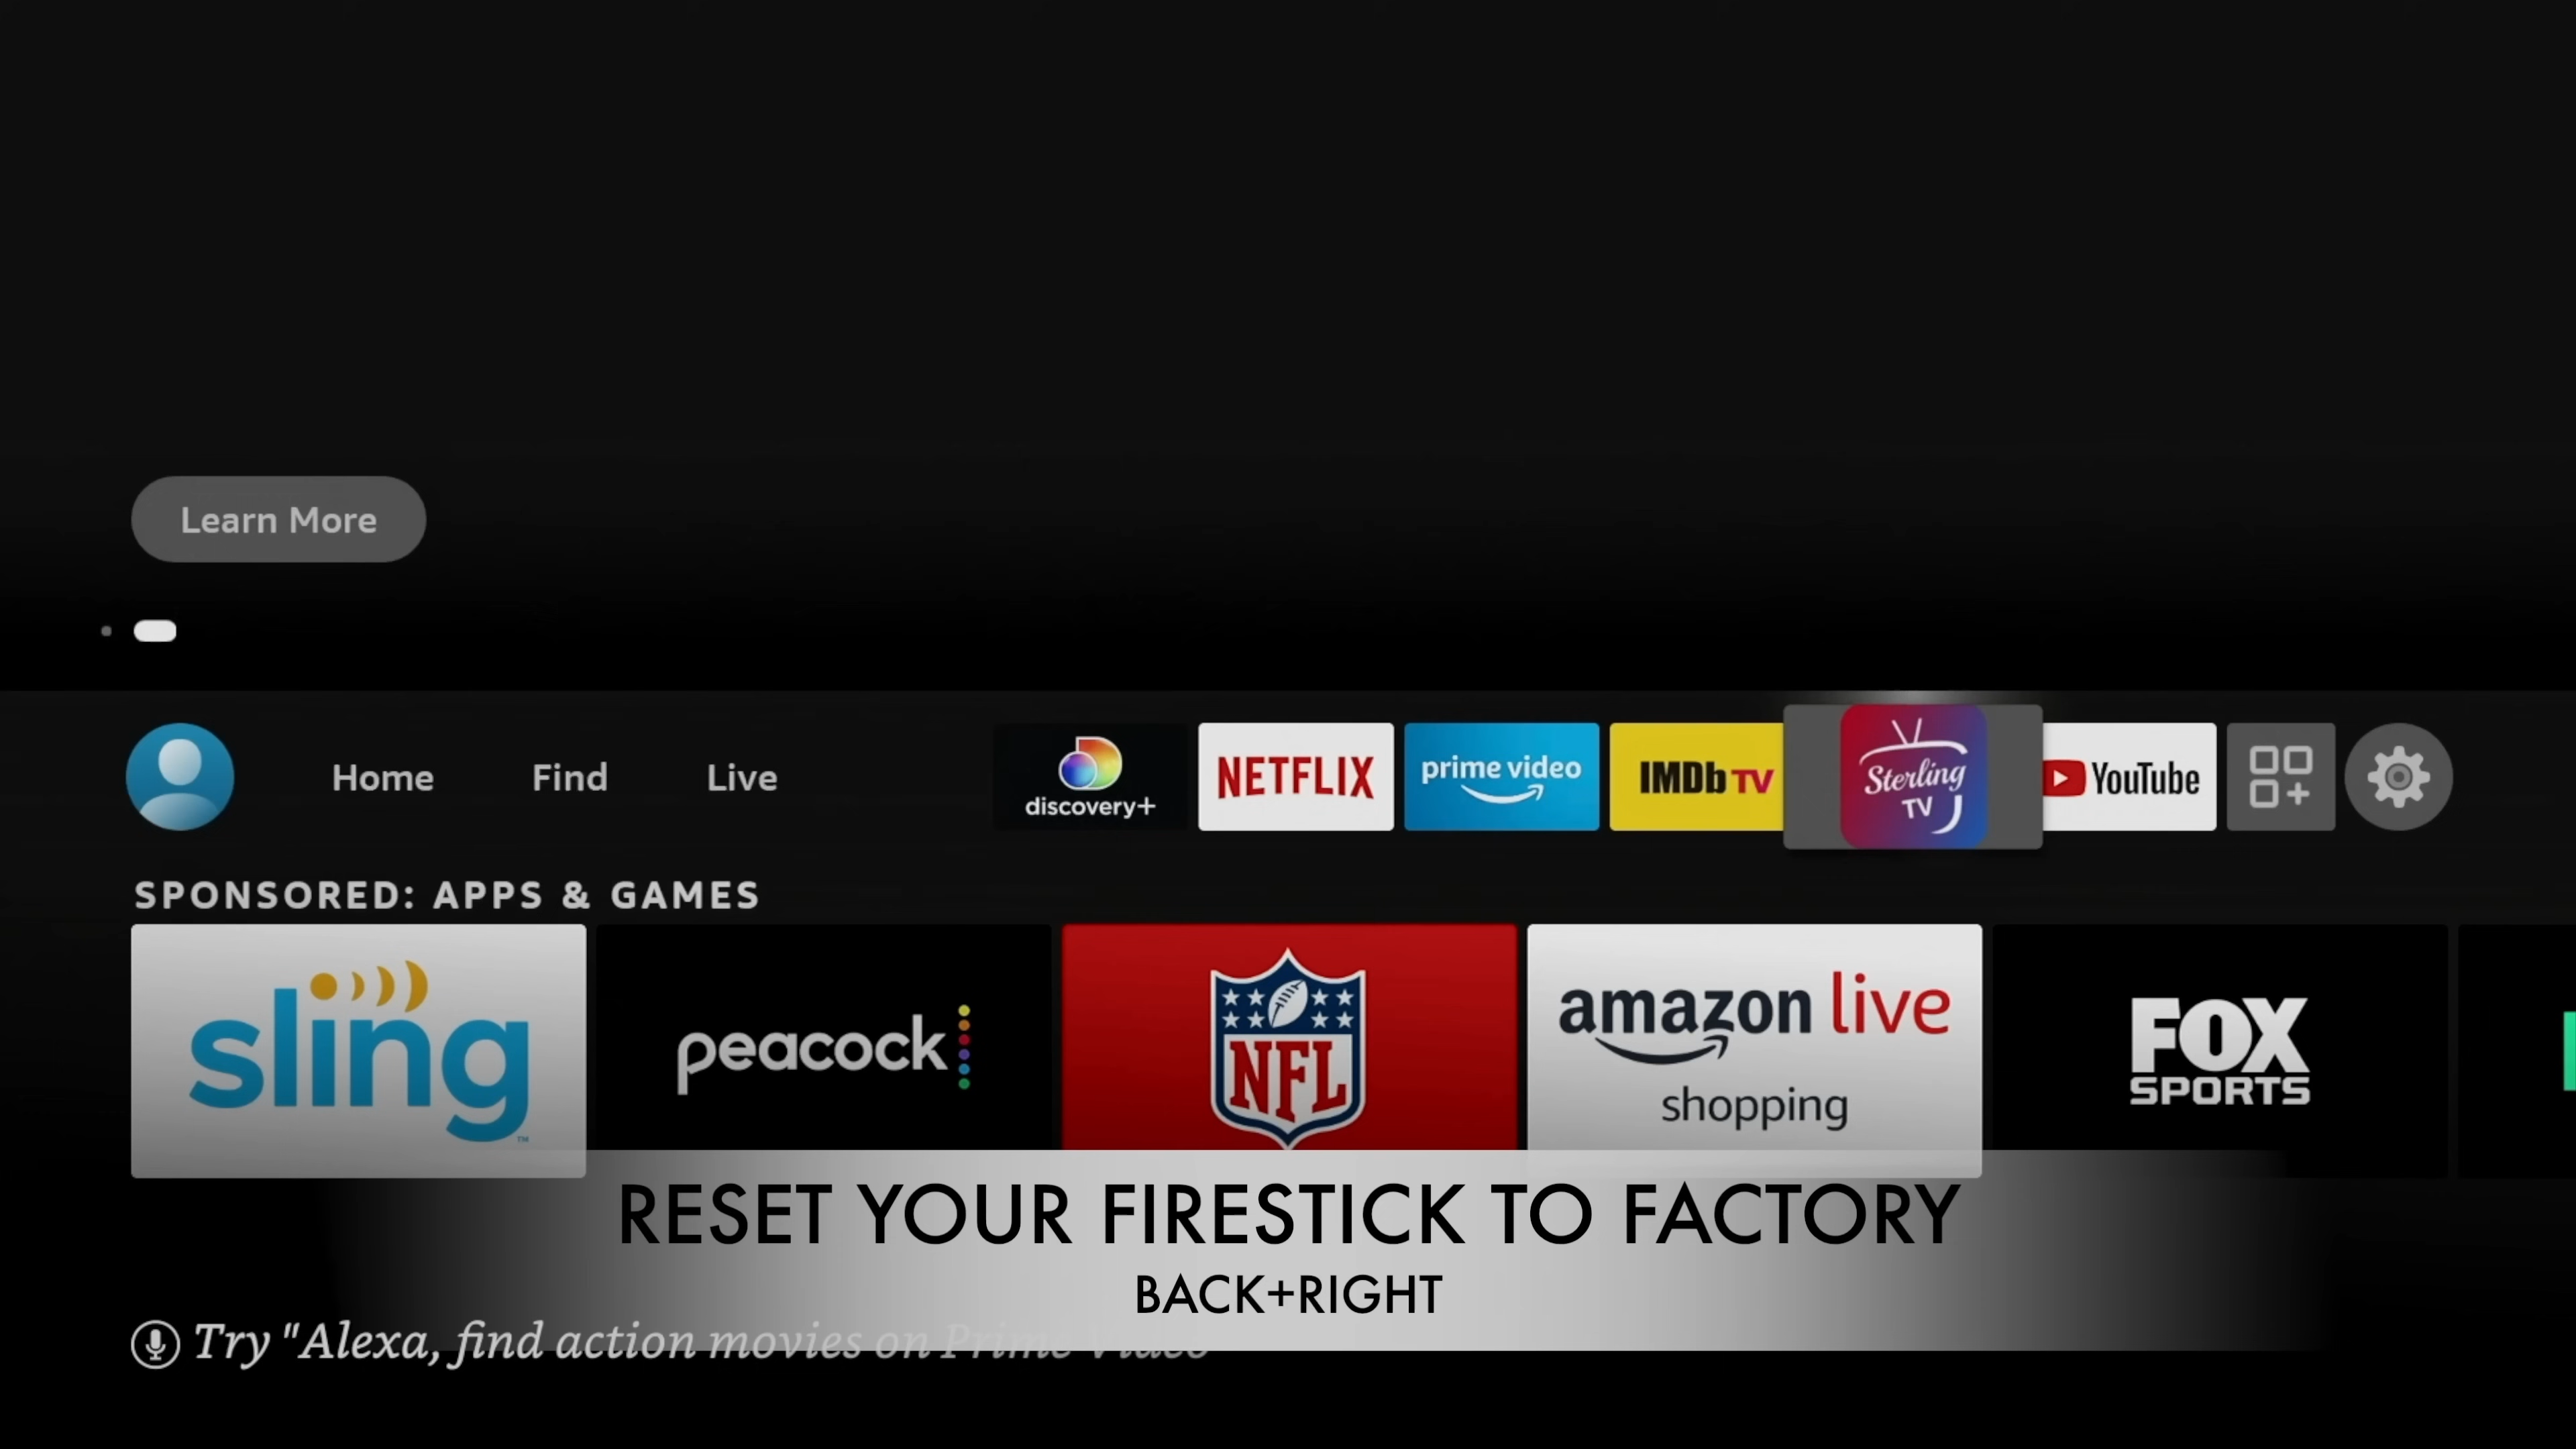 Learn More
Home Find Live discovery+ NETFLIX prime video IMDb TV Sterling TV YouTube
SPONSORED: APPS & GAMES
sling peacock NFL amazon live shopping FOX SPORTS
RESET YOUR FIRESTICK TO FACTORY
BACK+RIGHT
Try "Alexa, find action movies on Prime Video